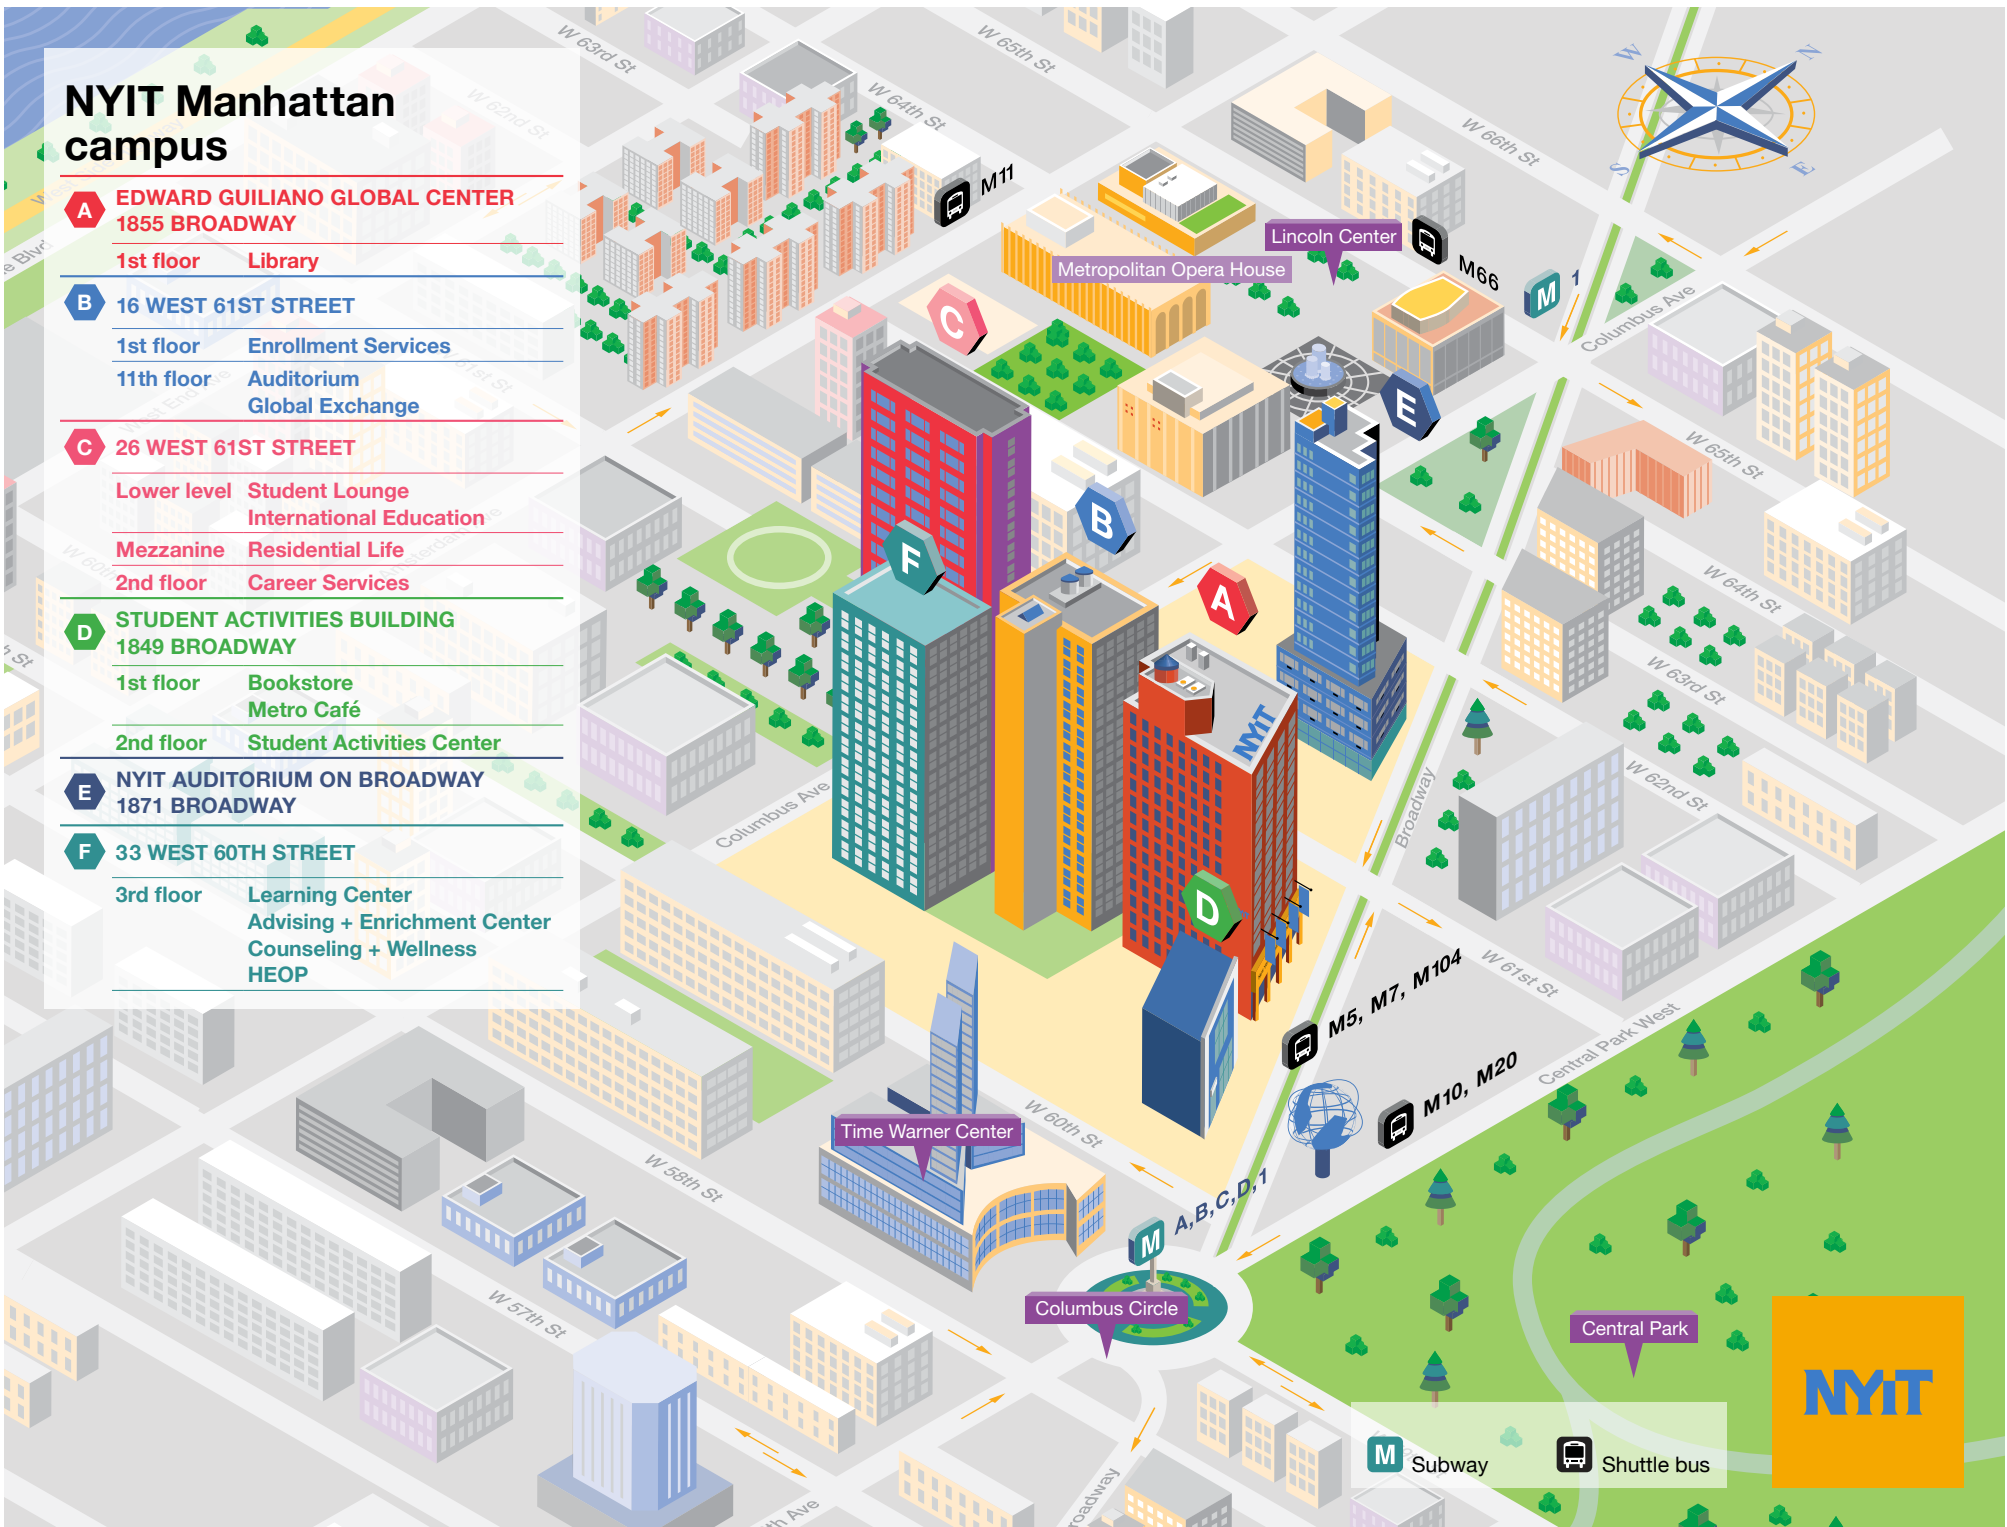 NYIT Manhattan
campus
A EDWARD GUILIANO GLOBAL CENTER
1855 BROADWAY
1st floor Library
B 16 WEST 61ST STREET
1st floor Enrollment Services
11th floor Auditorium
Global Exchange
C 26 WEST 61ST STREET
Lower level Student Lounge
International Education
Mezzanine Residential Life
2nd floor Career Services
D STUDENT ACTIVITIES BUILDING
1849 BROADWAY
1st floor Bookstore
Metro Café
2nd floor Student Activities Center
E NYIT AUDITORIUM ON BROADWAY
1871 BROADWAY
F 33 WEST 60TH STREET
3rd floor Learning Center
Advising + Enrichment Center
Counseling + Wellness
HEOP
W 63rd St
W 65th St
W 64th St
W 66th St
W 62nd St
W
N
S
E
M11
Lincoln Center
Metropolitan Opera House
M66
M
1
Columbus Ave
C
E
B
F
A
W 65th St
W 64th St
W 63rd St
W 62nd St
W 61st St
NYIT
Columbus Ave
Broadway
D
M5, M7, M104
W 61st St
Central Park West
M10, M20
W 60th St
Time Warner Center
W 58th St
A,B,C,D,1
M
Columbus Circle
W 57th St
Central Park
NYIT
M Subway
Shuttle bus